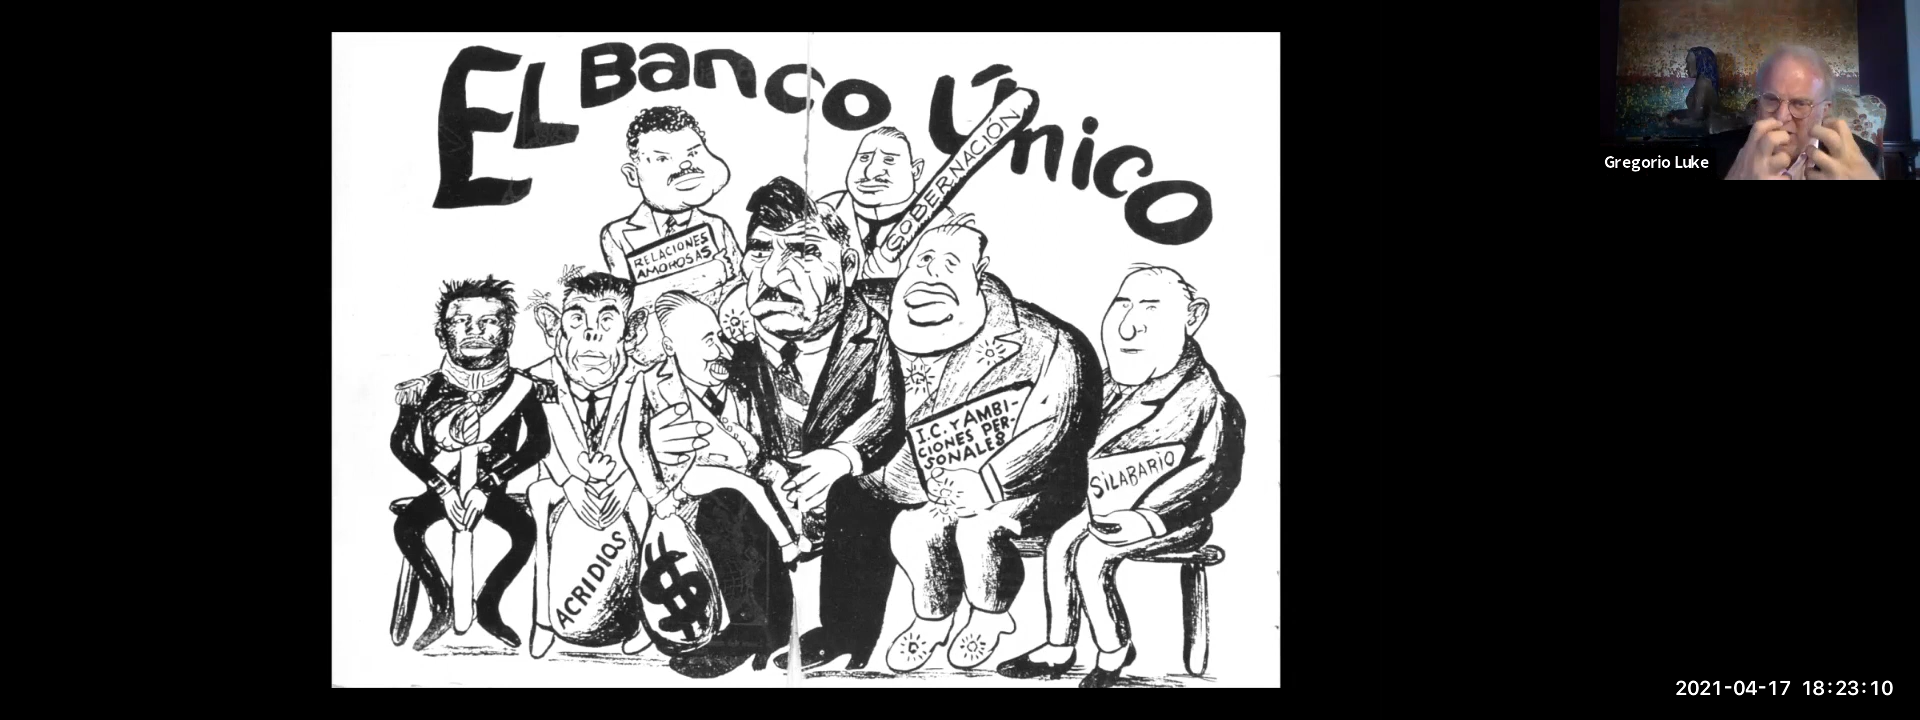 EL Banco Único
GOBERNACIÓN
RELACIONES
AMOROSAS
I.C. Y AMBI-
CIONES PER-
SONALES
SILABARIO
ACRIDIOS
$
Gregorio Luke
2021-04-17 18:23:10